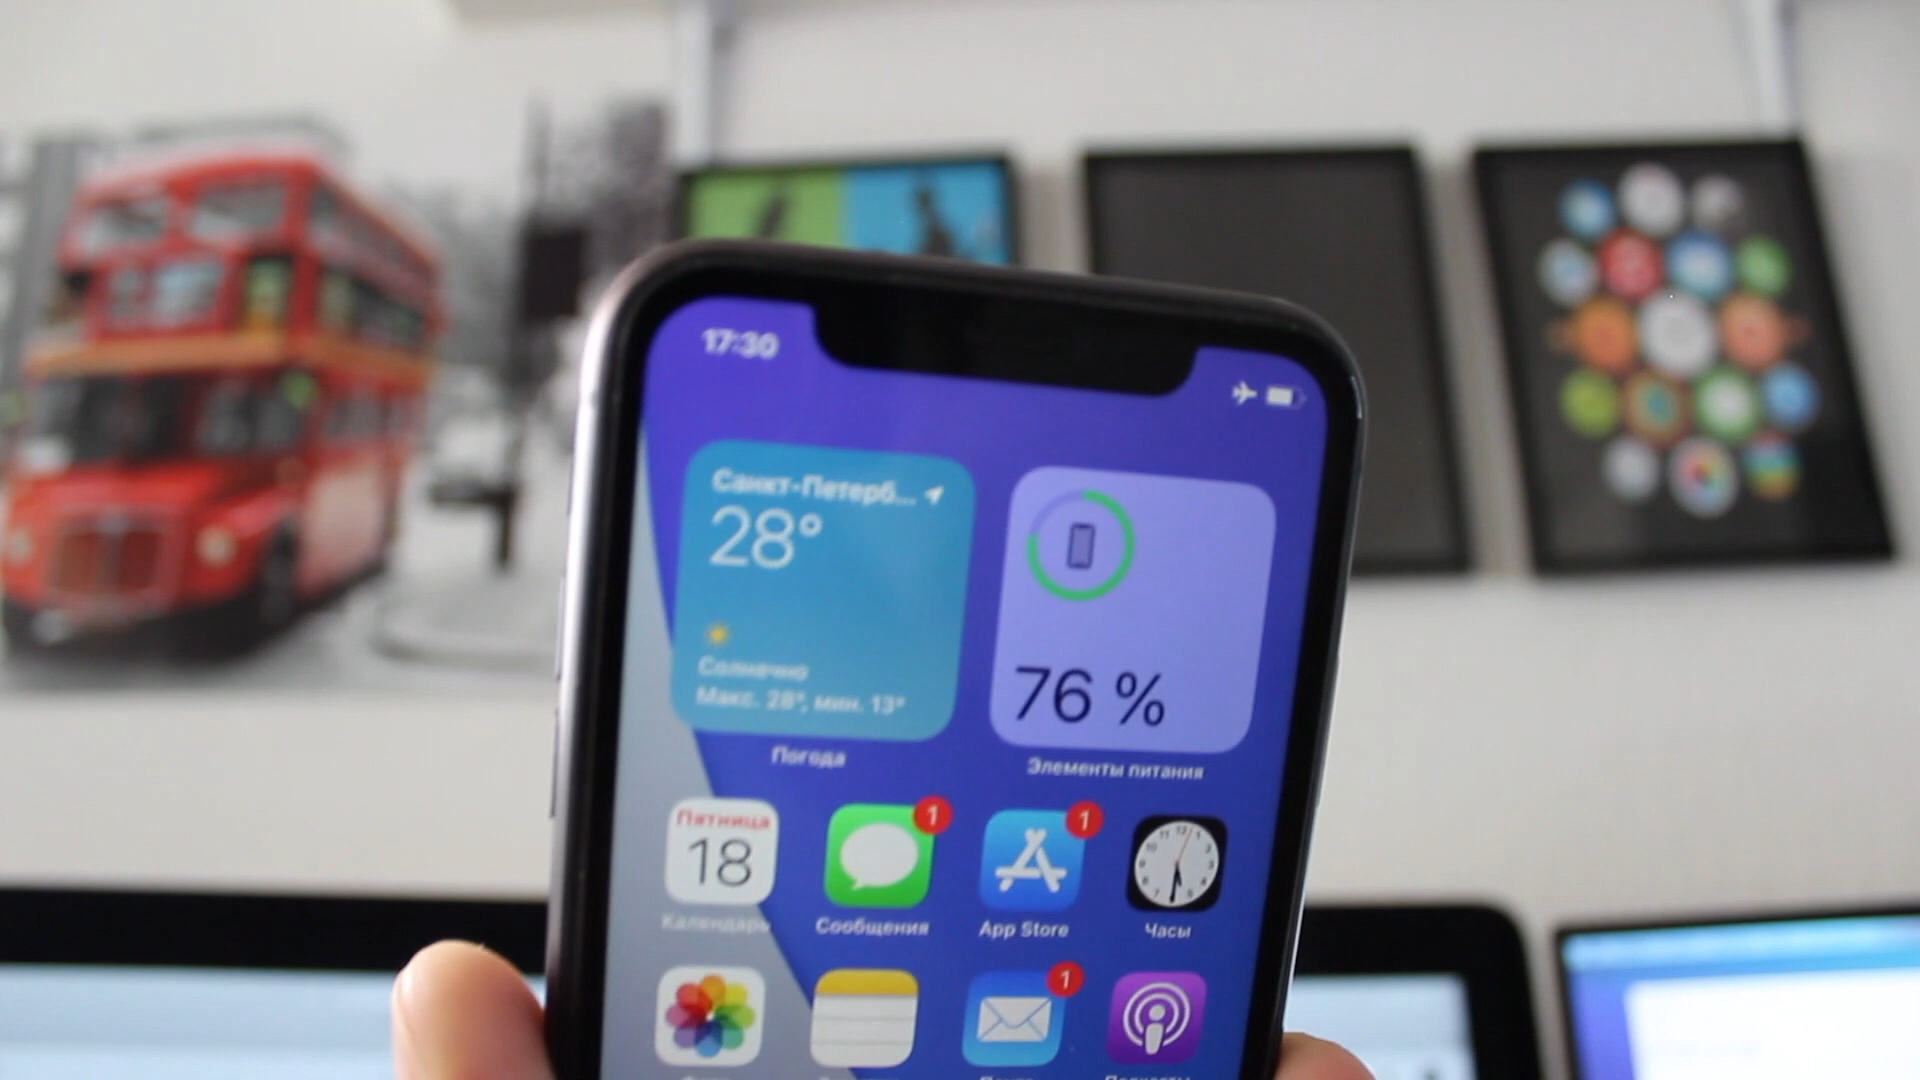 17:30
Санкт-Петерб...
28°
Солнечно
Макс. 28°, мин. 13°
Погода
76 %
Элементы питания
Пятница
18
1
1
Календарь
Сообщения
App Store
Часы
1